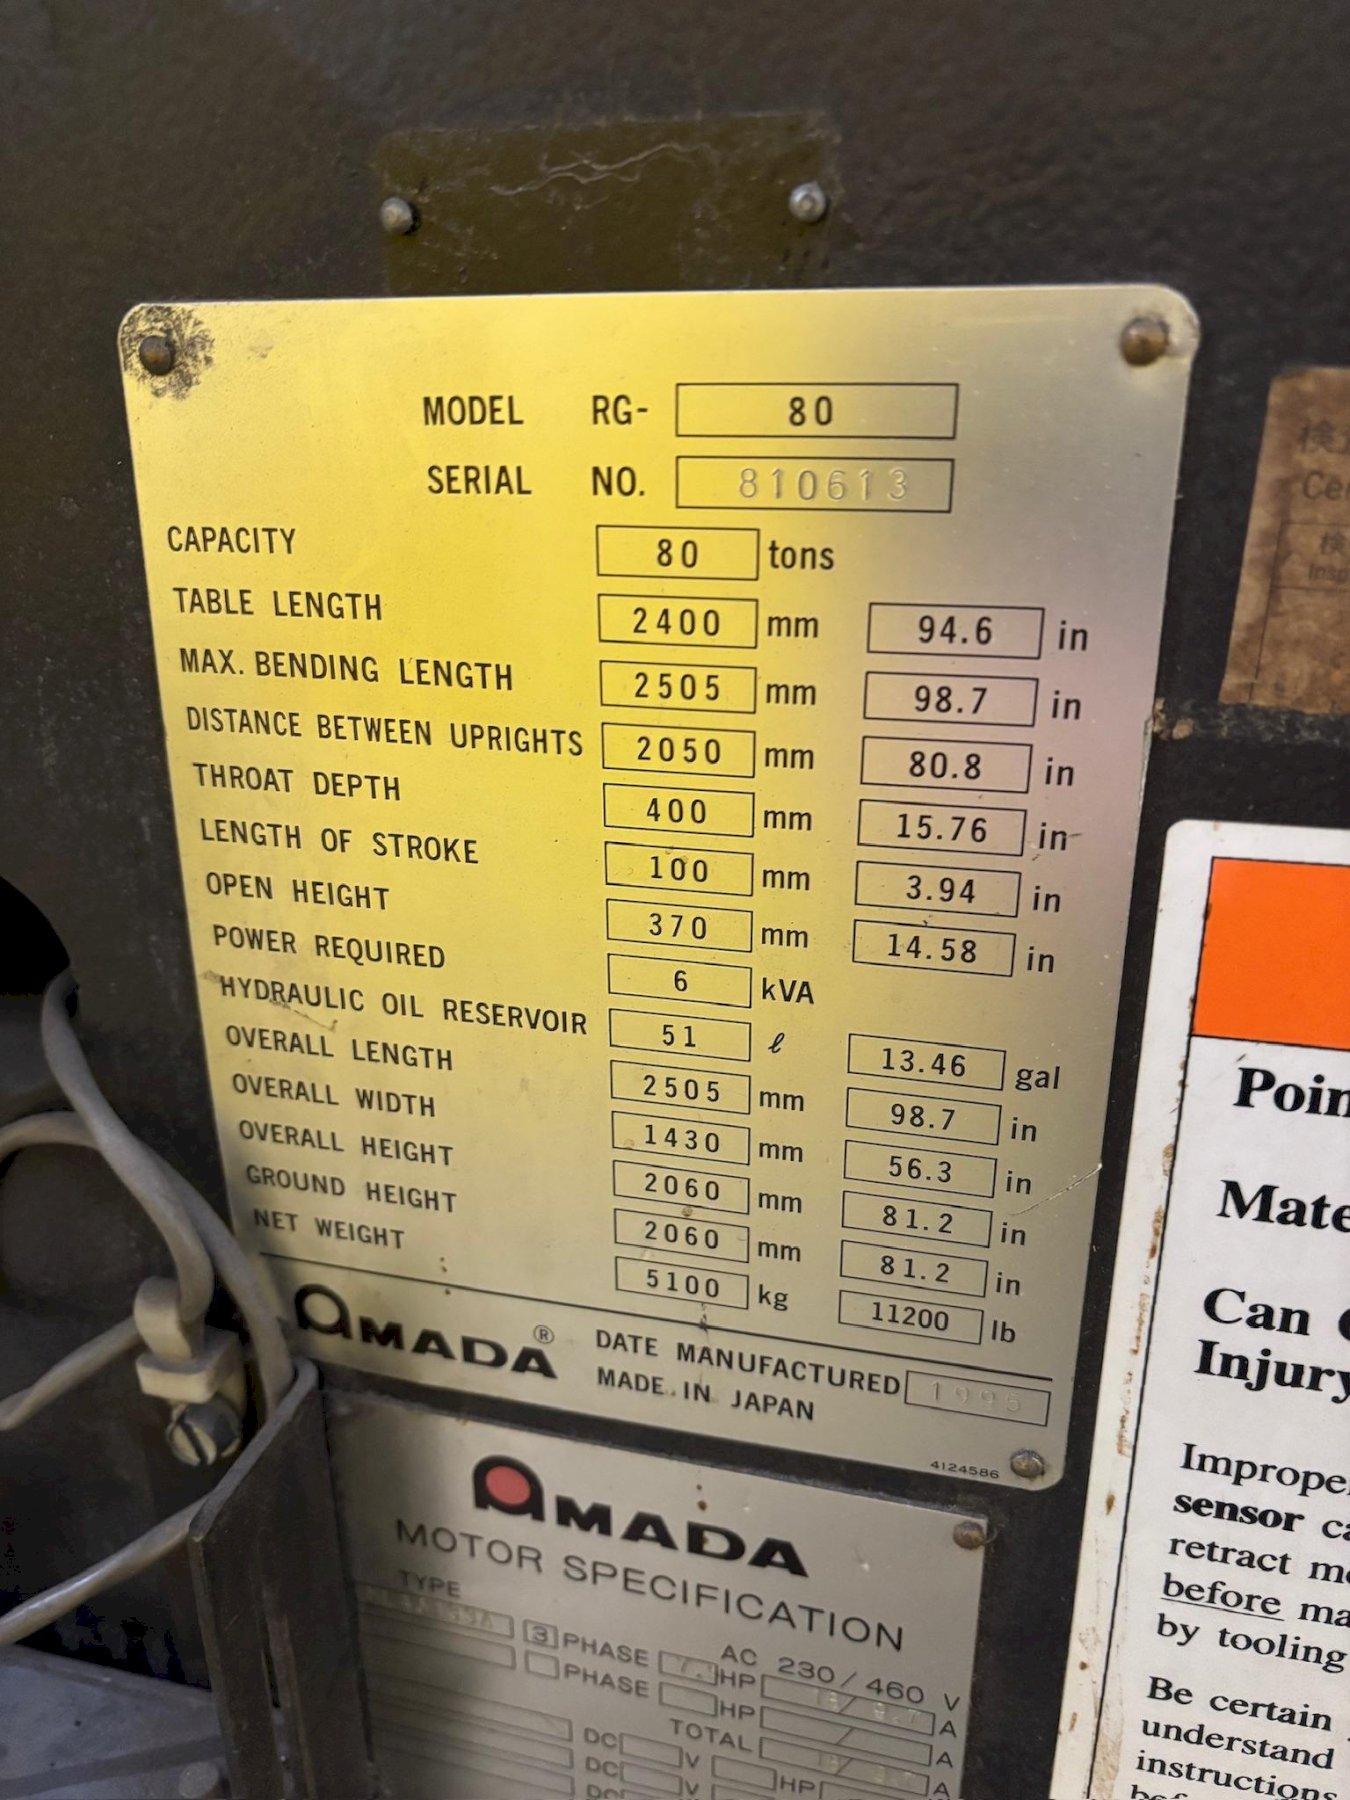 MODEL RG- 80
SERIAL NO. 810613
CAPACITY 80 tons
TABLE LENGTH 2400 mm 94.6 in
MAX. BENDING LENGTH 2505 mm 98.7 in
DISTANCE BETWEEN UPRIGHTS 2050 mm 80.8 in
THROAT DEPTH 400 mm 15.76 in
LENGTH OF STROKE 100 mm 3.94 in
OPEN HEIGHT 370 mm 14.58 in
POWER REQUIRED 6 kVA
HYDRAULIC OIL RESERVOIR 51 ℓ 13.46 gal
OVERALL LENGTH 2505 mm 98.7 in
OVERALL WIDTH 1430 mm 56.3 in
OVERALL HEIGHT 2060 mm 81.2 in
GROUND HEIGHT 2060 mm 81.2 in
NET WEIGHT 5100 kg 11200 lb
AMADA ® DATE MANUFACTURED
MADE IN JAPAN
4124586
AMADA
MOTOR SPECIFICATION
TYPE AC 230/460 V
3 PHASE HP / A
PHASE HP / A
TOTAL / A
DC V HP
DC V
DC
検
Ce
検
Insp
Poin
Mate
Can
Injury
Imprope
sensor ca
retract m
before ma
by tooling
Be certain
understand
instructions